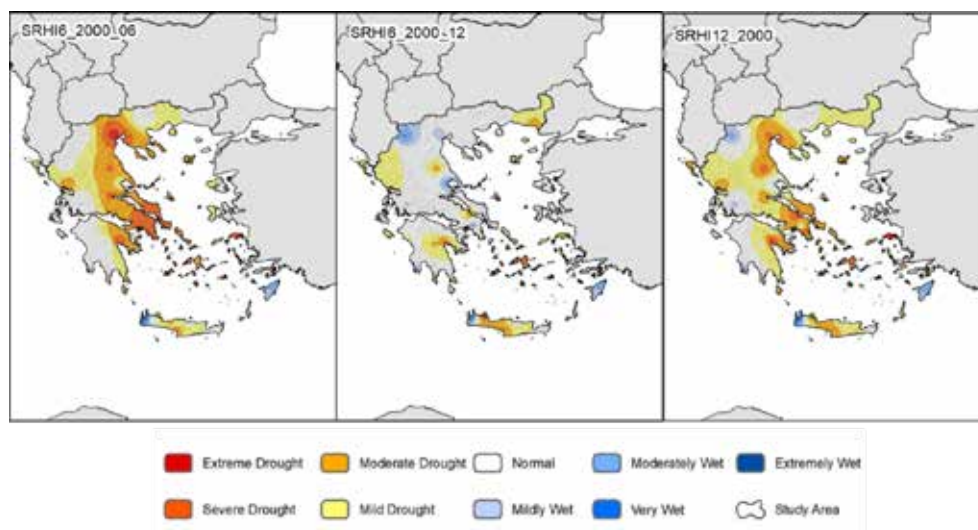 SRHI6_2000_06 SRHI6_2000_12 SRHI12_2000
Extreme Drought Moderate Drought Normal Moderately Wet Extremely Wet
Severe Drought Mild Drought Mildly Wet Very Wet Study Area